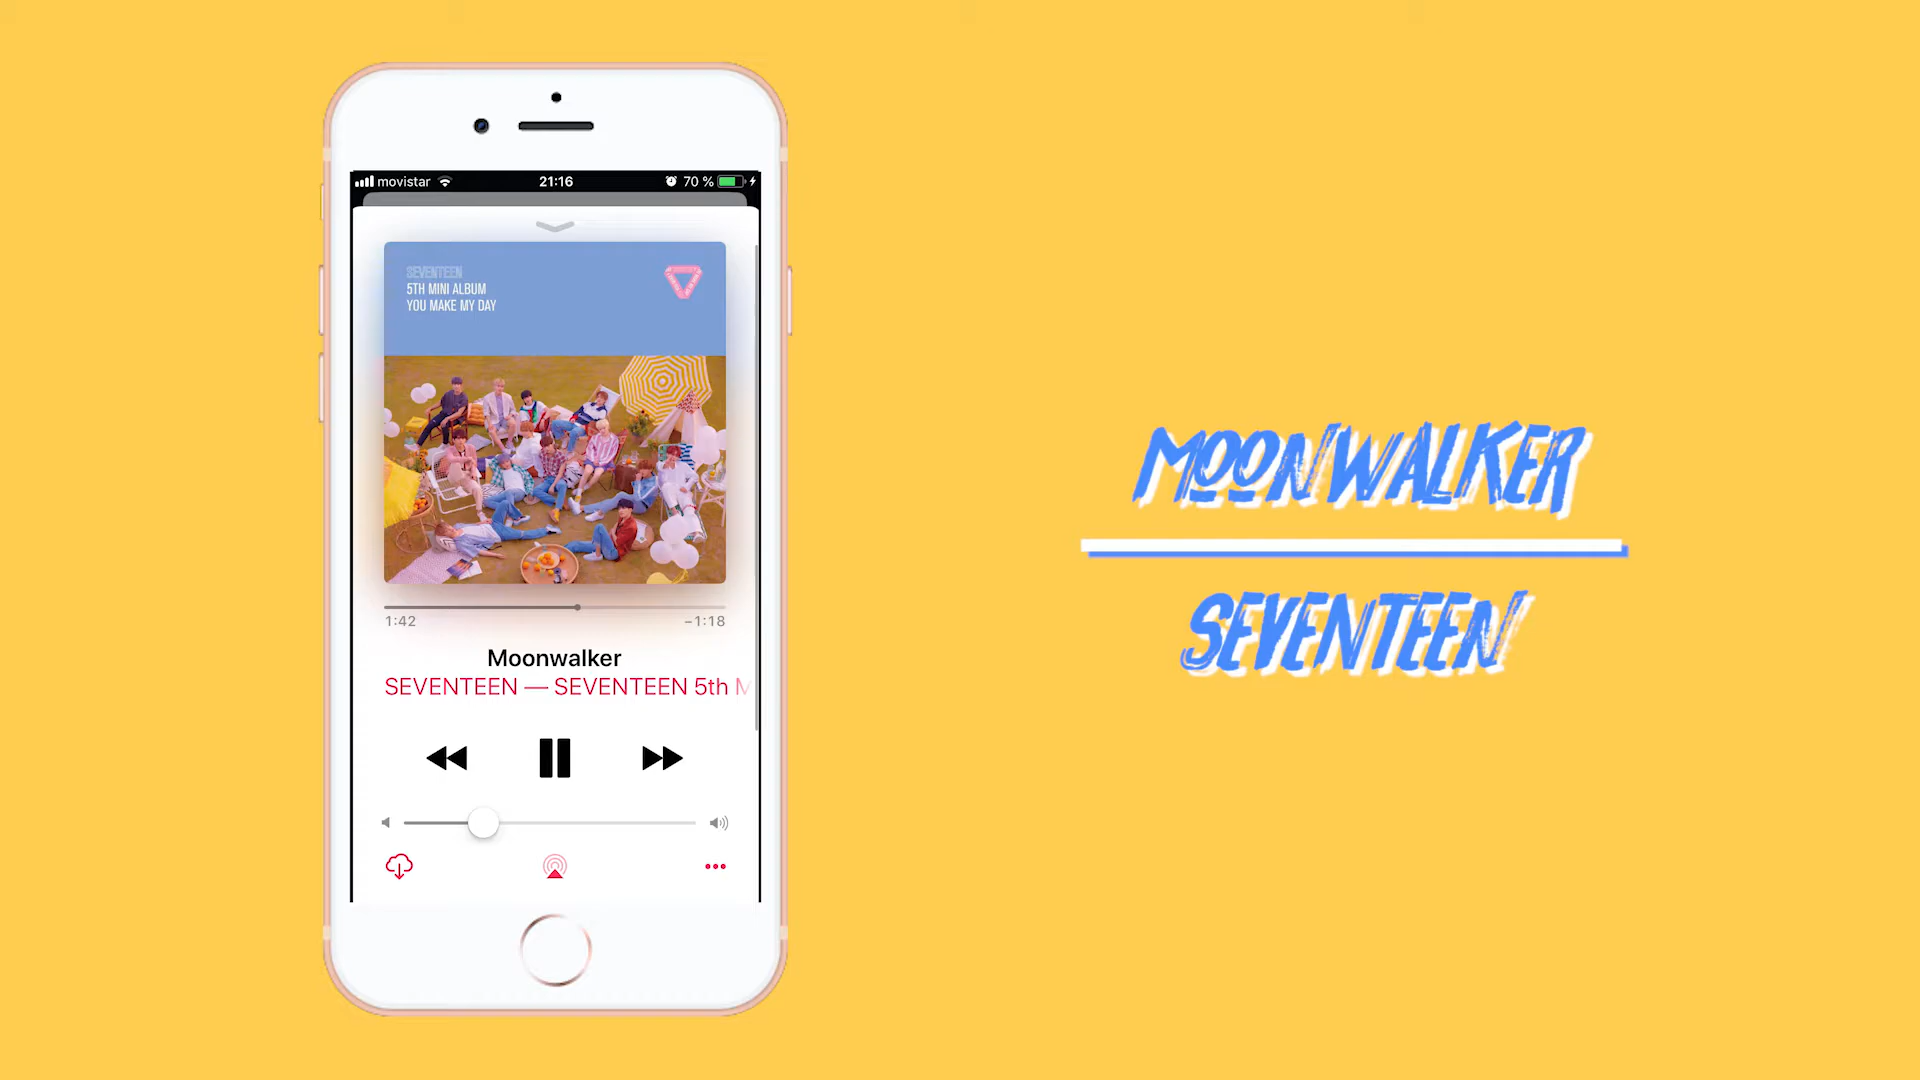 movistar 21:16 70 %
SEVENTEEN
5TH MINI ALBUM
YOU MAKE MY DAY
1:42 −1:18
Moonwalker
SEVENTEEN — SEVENTEEN 5th M
MOONWALKER
SEVENTEEN